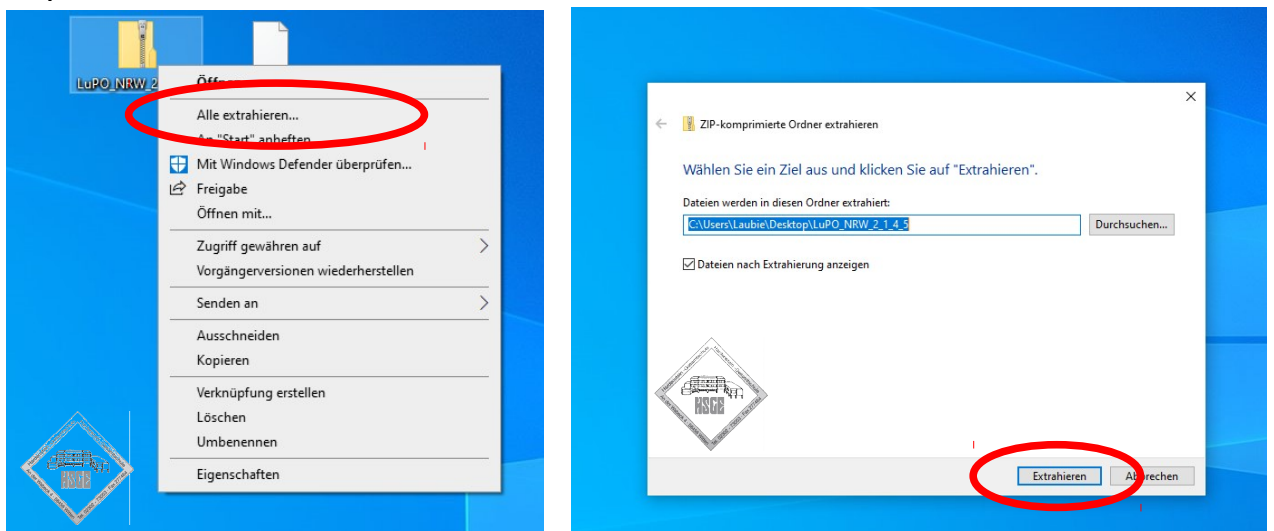 LuPO_NRW_2
Öffnen
Alle extrahieren...
An "Start" anheften
Mit Windows Defender überprüfen...
Freigabe
Öffnen mit...
Zugriff gewähren auf
Vorgängerversionen wiederherstellen
Senden an
Ausschneiden
Kopieren
Verknüpfung erstellen
Löschen
Umbenennen
Eigenschaften
HSGE
ZIP-komprimierte Ordner extrahieren
Wählen Sie ein Ziel aus und klicken Sie auf "Extrahieren".
Dateien werden in diesen Ordner extrahiert:
C:\Users\Laubie\Desktop\LuPO_NRW_2_1_4_5
Durchsuchen...
Dateien nach Extrahierung anzeigen
HSGE
Extrahieren
Abbrechen